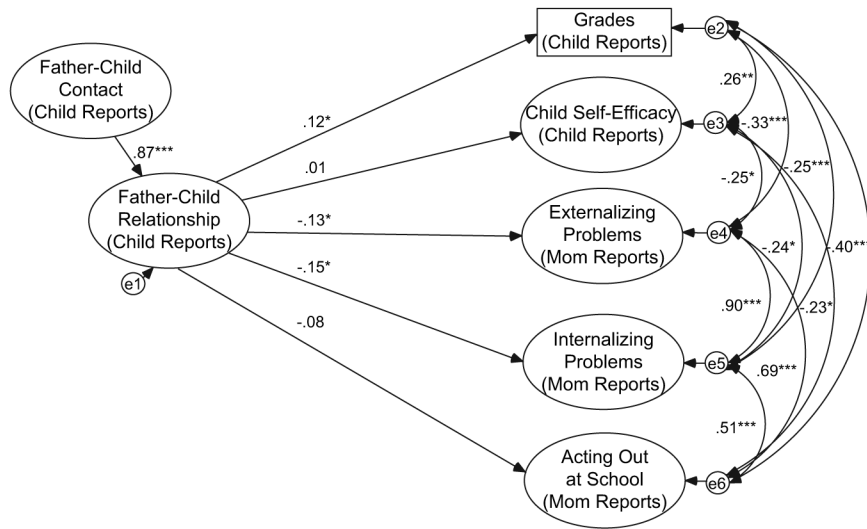 Grades
(Child Reports)
e2
Father-Child
Contact
(Child Reports)
.26**
.12*
Child Self-Efficacy
(Child Reports)
e3
-.33***
.87***
.01
-.25***
-.25*
Father-Child
Relationship
(Child Reports)
-.13*
Externalizing
Problems
(Mom Reports)
e4
-.24*
-.40***
-.15*
e1
.90***
-.23*
-.08
Internalizing
Problems
(Mom Reports)
e5
.69***
.51***
Acting Out
at School
(Mom Reports)
e6